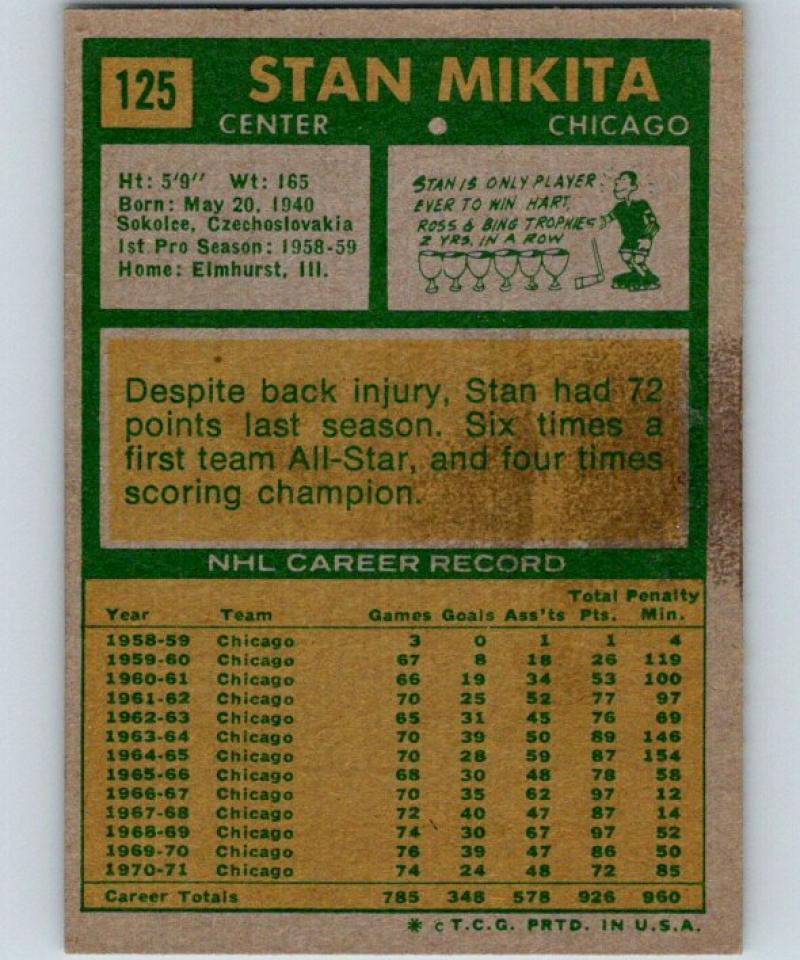 125
STAN MIKITA
CENTER
CHICAGO
Ht: 5'9" Wt: 165
Born: May 20, 1940
Sokolce, Czechoslovakia
1st Pro Season: 1958-59
Home: Elmhurst, Ill.
STAN IS ONLY PLAYER
EVER TO WIN HART,
ROSS & BING TROPHIES
2 YRS. IN A ROW
Despite back injury, Stan had 72
points last season. Six times a
first team All-Star, and four times
scoring champion.
NHL CAREER RECORD
Total Penalty
Year Team Games Goals Ass'ts Pts. Min.
1958-59 Chicago 3 0 1 1 4
1959-60 Chicago 67 8 18 26 119
1960-61 Chicago 66 19 34 53 100
1961-62 Chicago 70 25 52 77 97
1962-63 Chicago 65 31 45 76 69
1963-64 Chicago 70 39 50 89 146
1964-65 Chicago 70 28 59 87 154
1965-66 Chicago 68 30 48 78 58
1966-67 Chicago 70 35 62 97 12
1967-68 Chicago 72 40 47 87 14
1968-69 Chicago 74 30 67 97 52
1969-70 Chicago 76 39 47 86 50
1970-71 Chicago 74 24 48 72 85
Career Totals 785 348 578 926 960
* c T.C.G. PRTD. IN U.S.A.